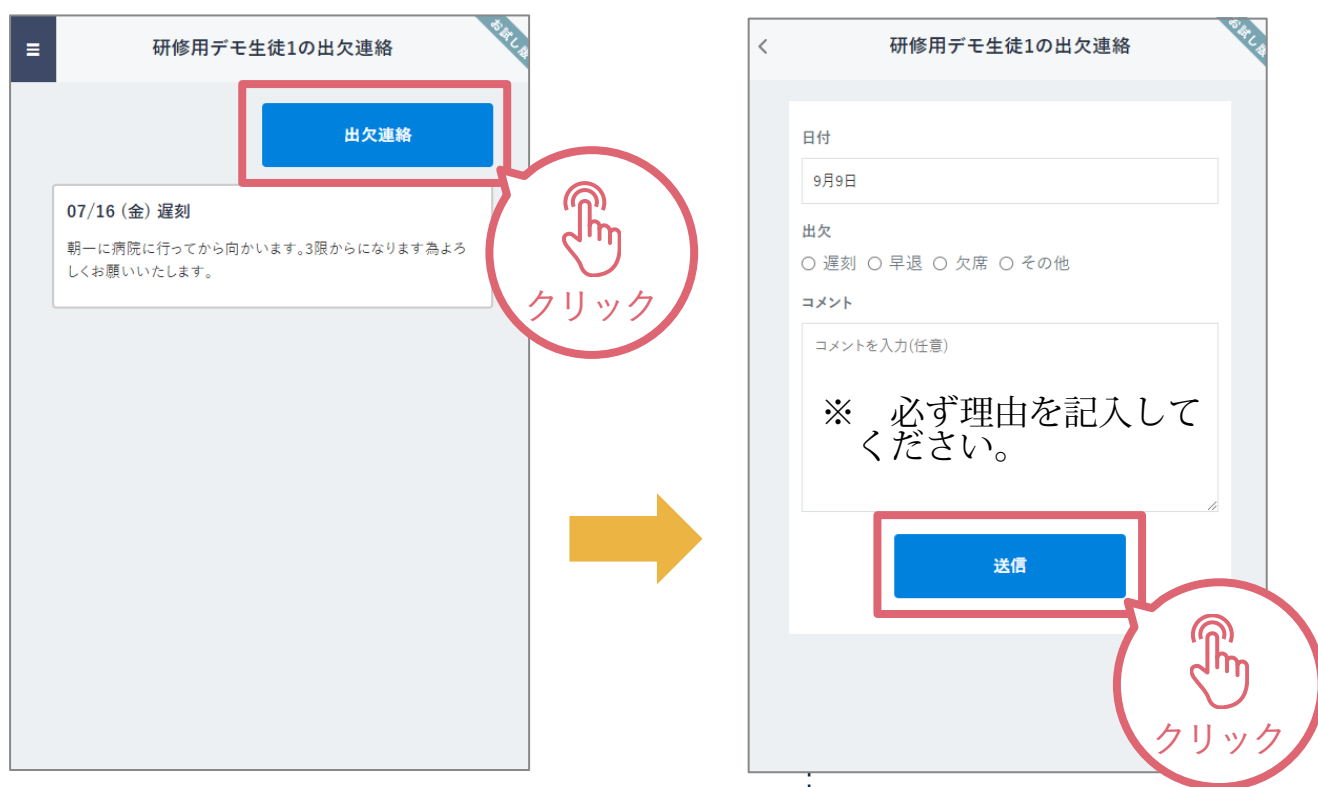 研修用デモ生徒1の出欠連絡
お試し版
出欠連絡
07/16 (金) 遅刻
朝一に病院に行ってから向かいます。3限からになります為よろ
しくお願いいたします。
クリック
研修用デモ生徒1の出欠連絡
お試し版
日付
9月9日
出欠
遅刻 早退 欠席 その他
コメント
コメントを入力(任意)
※ 必ず理由を記入して
ください。
送信
クリック